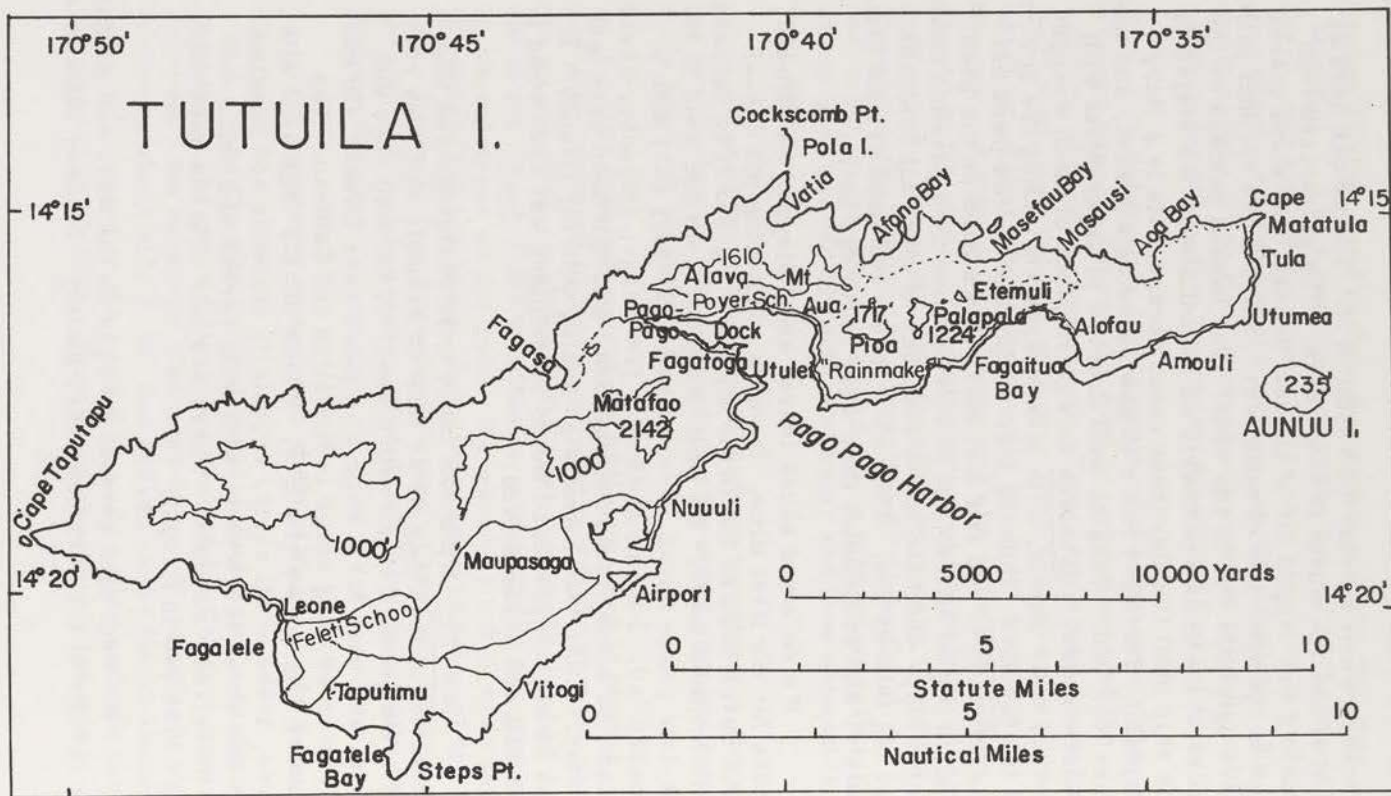 170°50' 170°45' 170°40' 170°35'
TUTUILA I.
Cockscomb Pt.
Pola I.
Vatia
Afono Bay
Masefau Bay
Masausi
Aoa Bay
Cape
Matatula
14°15' 14°15'
Tula
1610'
Alava Mt
Poyer Sch.
Aua
1717'
Pioa
Etemuli
Palapala
1224'
Alofau
Utumea
Pago-
Pago
Dock
Fagatoga
Utulei
"Rainmaker"
Fagaitua
Bay
Amouli
Fagasa
235'
AUNUU I.
Matafao
2142'
1000'
Pago Pago Harbor
Cape Taputapu
1000'
Nuuuli
Maupasaga
Airport
14°20' 14°20'
0 5000 10000 Yards
Leone
Feleti Schoo
Fagalele
Taputimu
Vitogi
0 5 10
Statute Miles
0 5 10
Nautical Miles
Fagatele
Bay
Steps Pt.